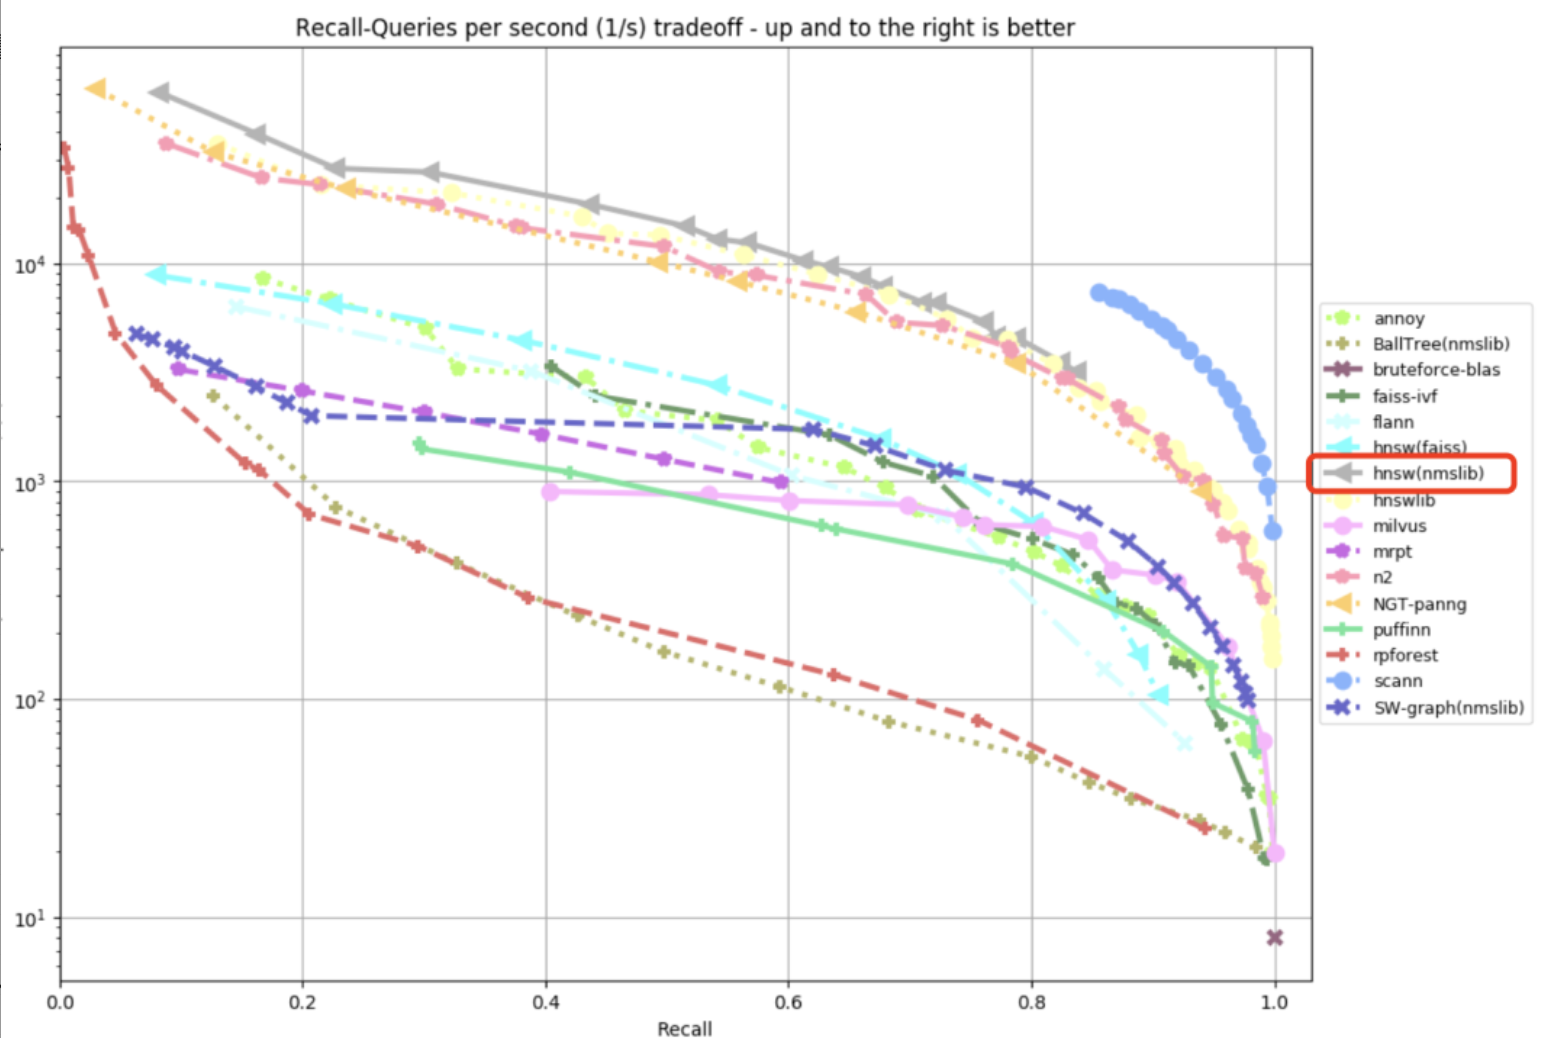 Recall-Queries per second (1/s) tradeoff - up and to the right is better
10⁴
10³
10²
10¹
0.0 0.2 0.4 0.6 0.8 1.0
Recall
annoy
BallTree(nmslib)
bruteforce-blas
faiss-ivf
flann
hnsw(faiss)
hnsw(nmslib)
hnswlib
milvus
mrpt
n2
NGT-panng
puffinn
rpforest
scann
SW-graph(nmslib)